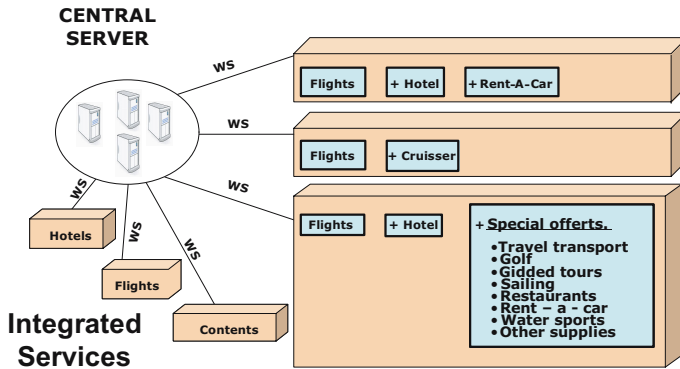 CENTRAL
SERVER
ws
Flights
+ Hotel
+ Rent-A-Car
ws
Flights
+ Cruisser
ws
Flights
+ Hotel
+ Special offerts.
•Travel transport
•Golf
•Gidded tours
•Sailing
•Restaurants
•Rent – a - car
•Water sports
•Other supplies
ws
Hotels
ws
Flights
ws
Contents
Integrated
Services